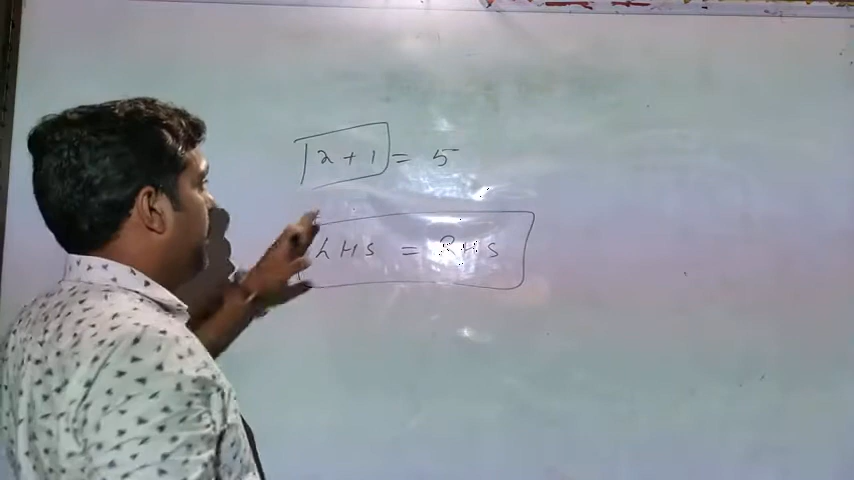 x + 1 = 5
LHS = RHS